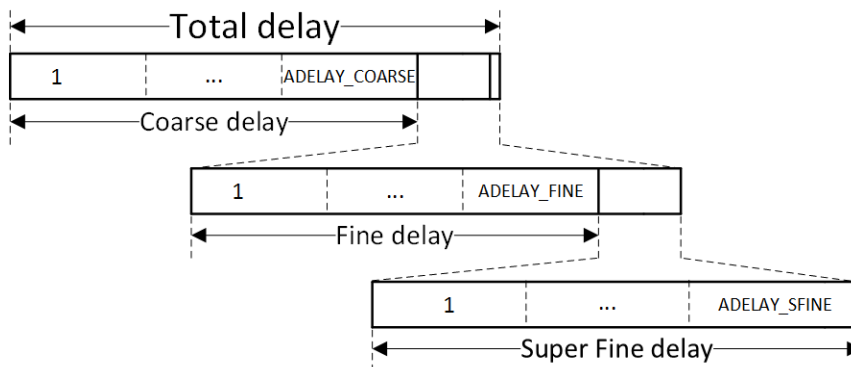 Total delay
1 ... ADELAY_COARSE
Coarse delay
1 ... ADELAY_FINE
Fine delay
1 ... ADELAY_SFINE
Super Fine delay